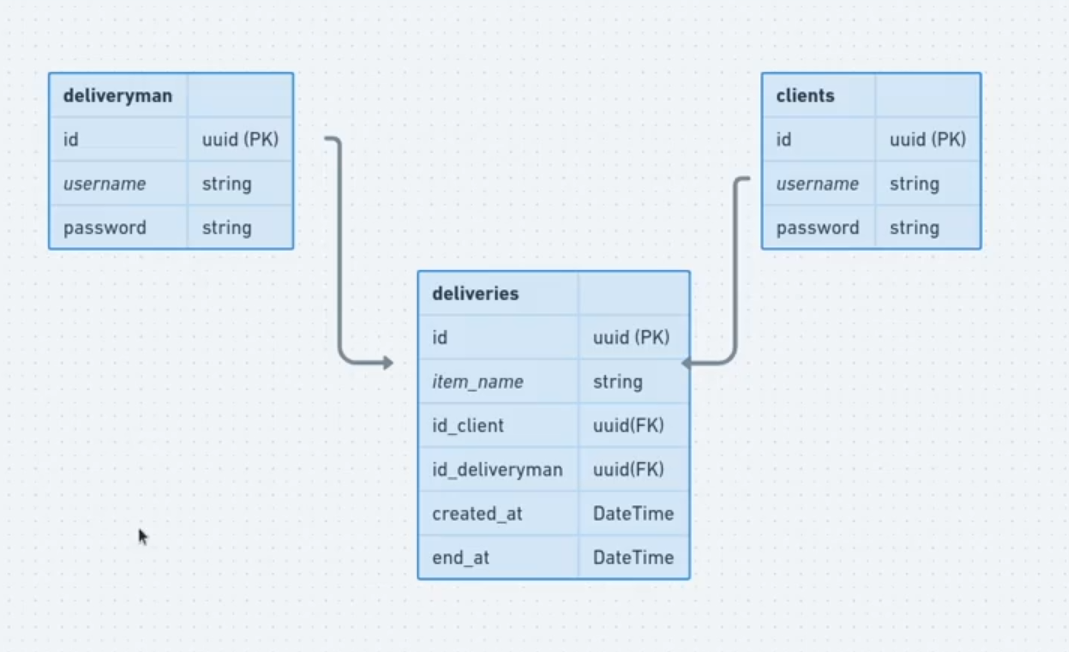 deliveryman
id uuid (PK)
username string
password string
clients
id uuid (PK)
username string
password string
deliveries
id uuid (PK)
item_name string
id_client uuid(FK)
id_deliveryman uuid(FK)
created_at DateTime
end_at DateTime